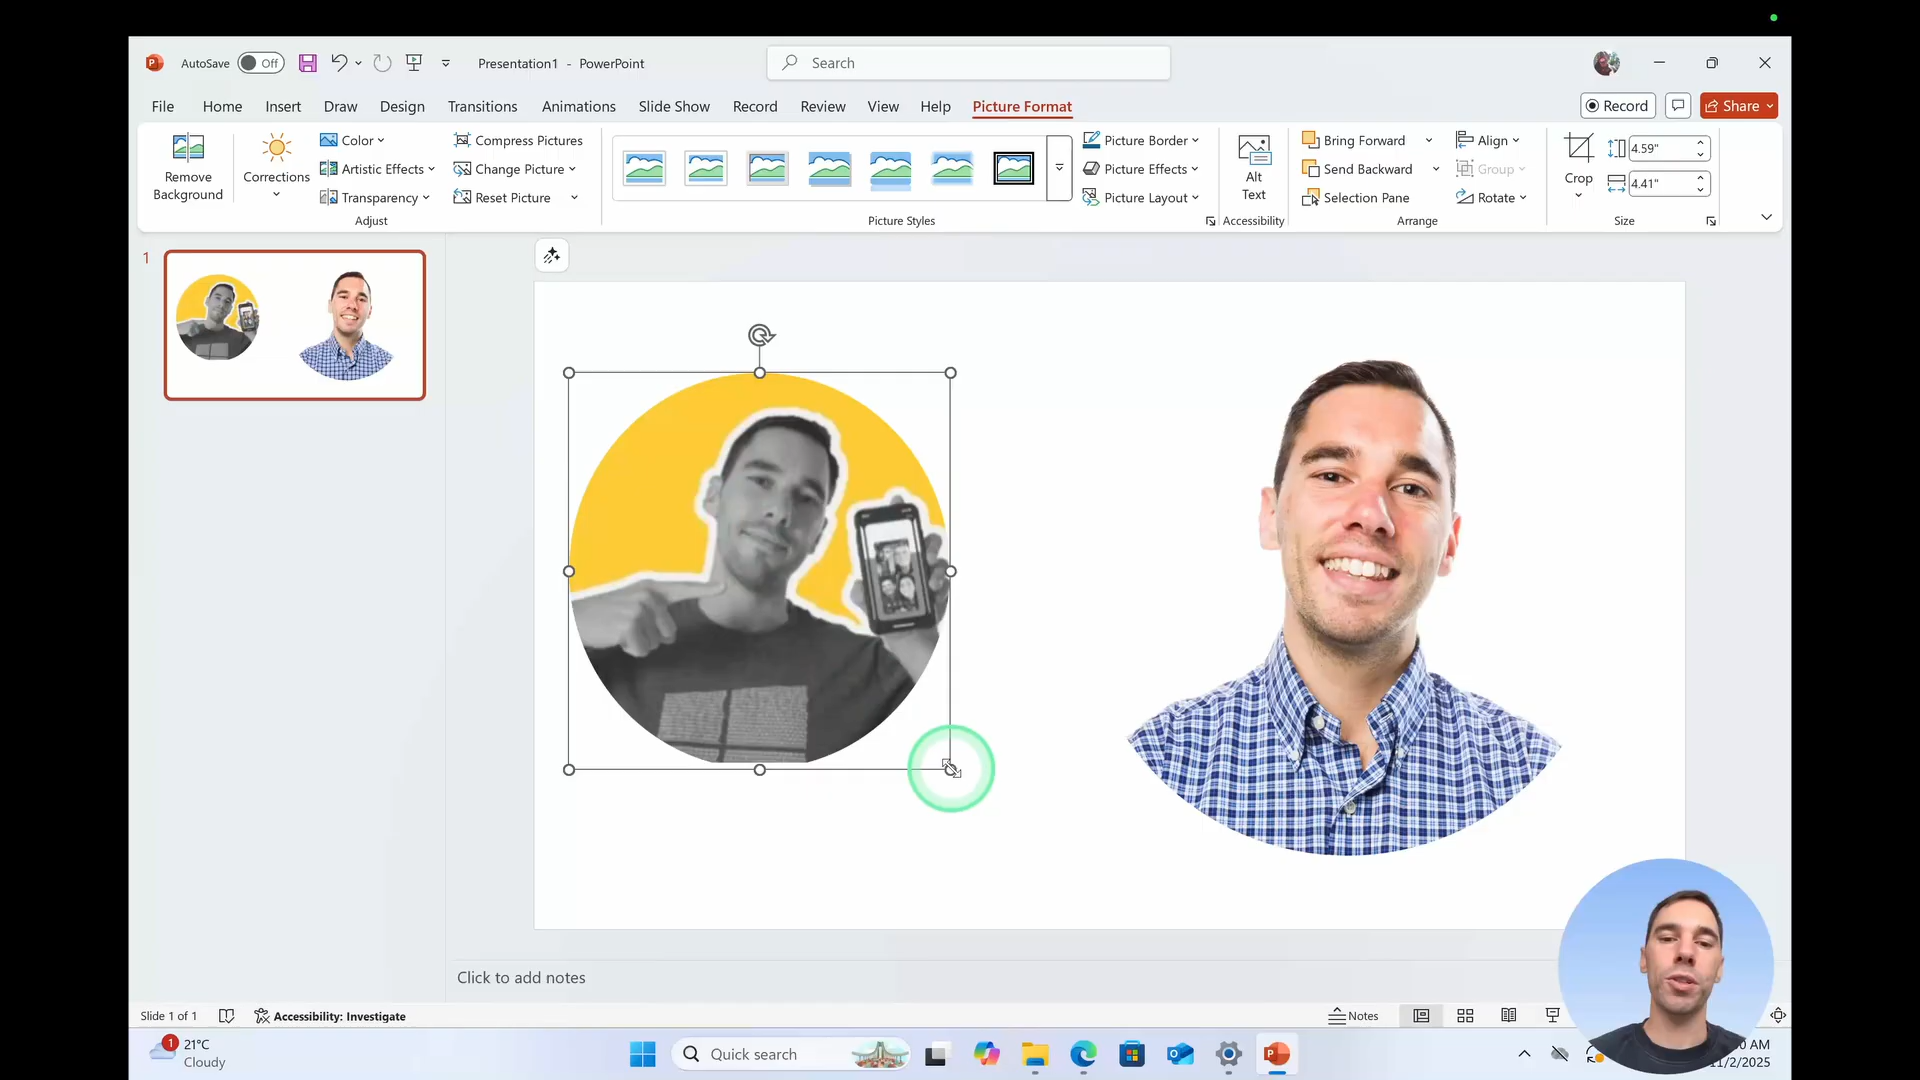 AutoSave Off Presentation1 - PowerPoint Search
File Home Insert Draw Design Transitions Animations Slide Show Record Review View Help Picture Format Record Share
Remove Background
Corrections
Color
Artistic Effects
Transparency
Compress Pictures
Change Picture
Reset Picture
Adjust
Picture Styles
Picture Border
Picture Effects
Picture Layout
Alt Text
Accessibility
Bring Forward
Send Backward
Selection Pane
Align
Group
Rotate
Arrange
Crop
4.59"
4.41"
Size
1
Click to add notes
Slide 1 of 1 Accessibility: Investigate Notes
1
21°C
Cloudy
Quick search
AM
11/2/2025